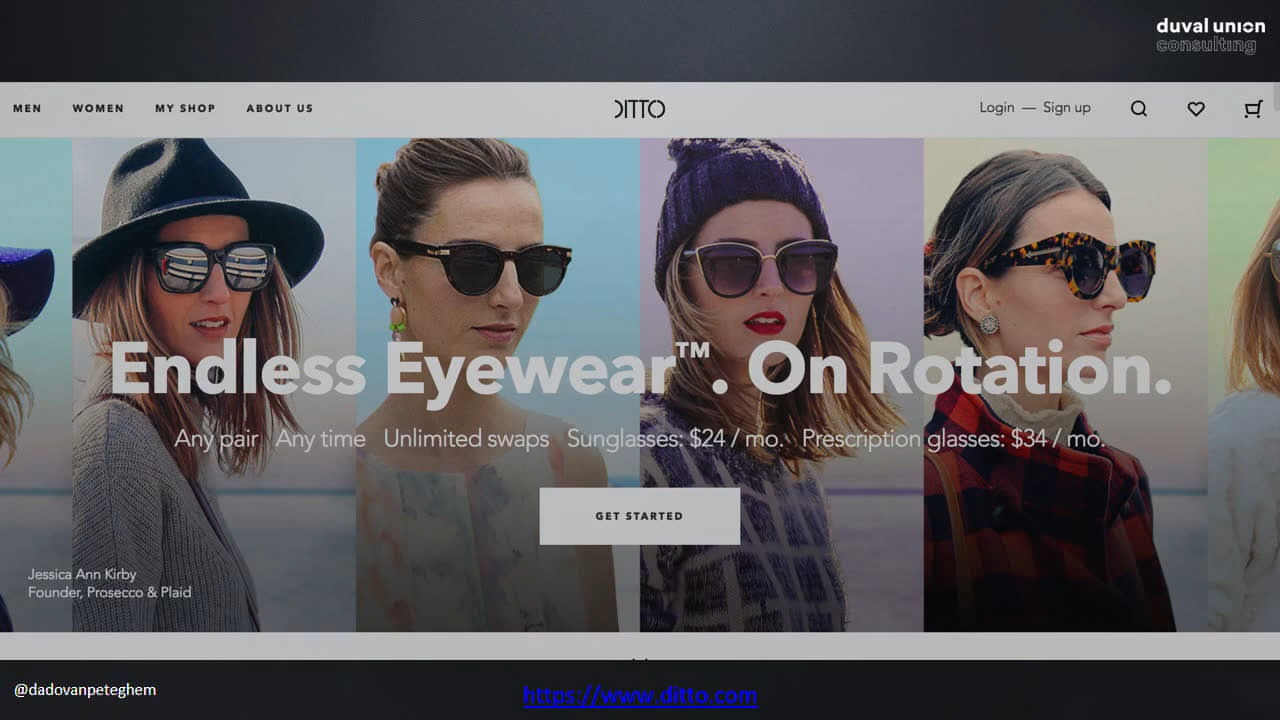 duval union
consulting
MEN WOMEN MY SHOP ABOUT US DITTO Login — Sign up
Endless Eyewear™. On Rotation.
Any pair Any time Unlimited swaps Sunglasses: $24 / mo. Prescription glasses: $34 / mo.
GET STARTED
Jessica Ann Kirby
Founder, Prosecco & Plaid
@dadovanpeteghem
https://www.ditto.com